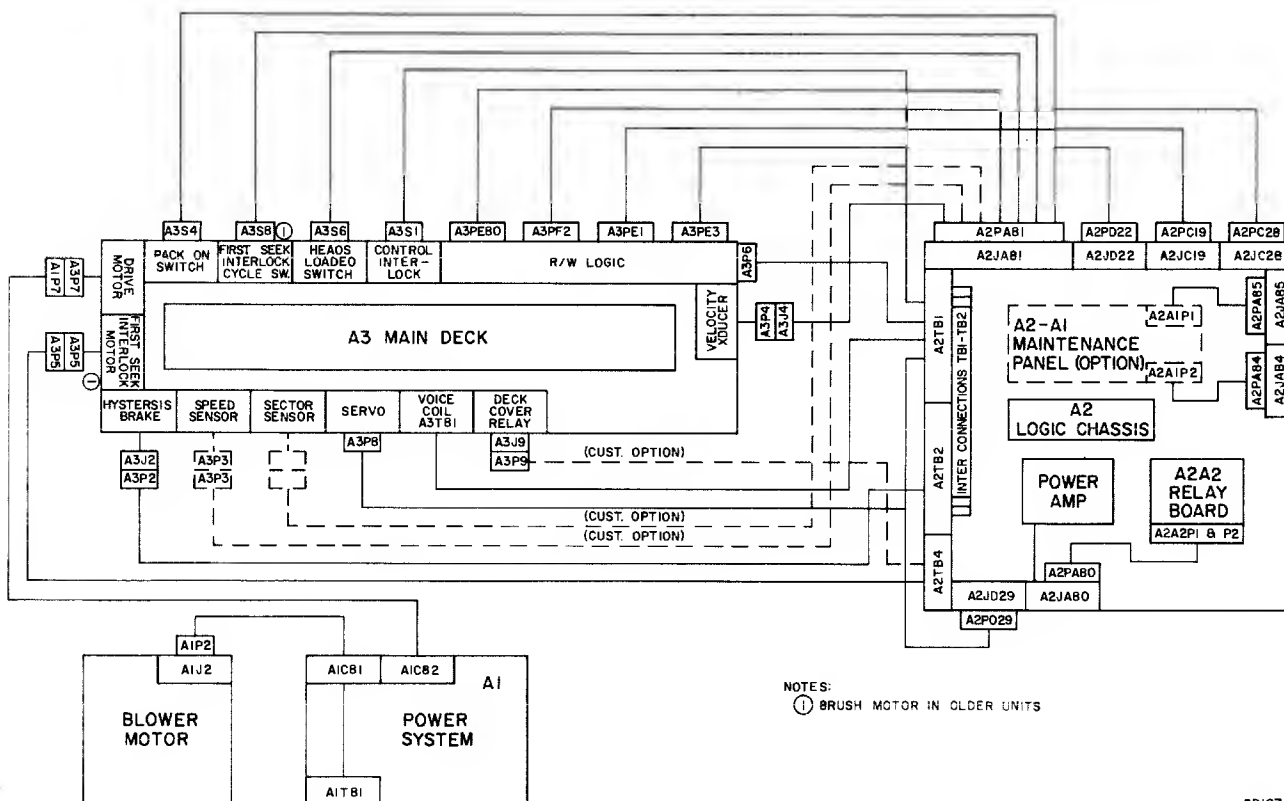 A3S4
A3S8 (1)
A3S6
A3S1
A3PE80
A3PF2
A3PE1
A3PE3
A2PA81
A2PD22
A2PC19
A2PC28
A1P7
A3P7
DRIVE
MOTOR
PACK ON
SWITCH
FIRST SEEK
INTERLOCK
CYCLE SW.
HEADS
LOADED
SWITCH
CONTROL
INTER-
LOCK
R/W LOGIC
A3P6
A2JA81
A2JD22
A2JC19
A2JC28
A3 MAIN DECK
VELOCITY
XDUCER
A3P4
A3J4
A2TB1
INTER CONNECTIONS TB1-TB2
A2-A1
MAINTENANCE
PANEL (OPTION)
A2A1P1
A2A1P2
A2PA85
A2JA85
A2PA84
A2JA84
A3P5
A3P5
(1)
FIRST SEEK
INTERLOCK
MOTOR
HYSTERSIS
BRAKE
SPEED
SENSOR
SECTOR
SENSOR
SERVO
VOICE
COIL
A3TB1
DECK
COVER
RELAY
A3P8
A3J9
A3P9
(CUST. OPTION)
A3J2
A3P2
A3P3
A3P3
(CUST. OPTION)
(CUST. OPTION)
A2TB2
A2
LOGIC CHASSIS
POWER
AMP
A2A2
RELAY
BOARD
A2A2P1 & P2
A2TB4
A2PA80
A2JD29
A2JA80
A2PO29
A1P2
A1J2
BLOWER
MOTOR
A1CB1
A1CB2
A1
POWER
SYSTEM
A1TB1
NOTES:
(1) BRUSH MOTOR IN OLDER UNITS